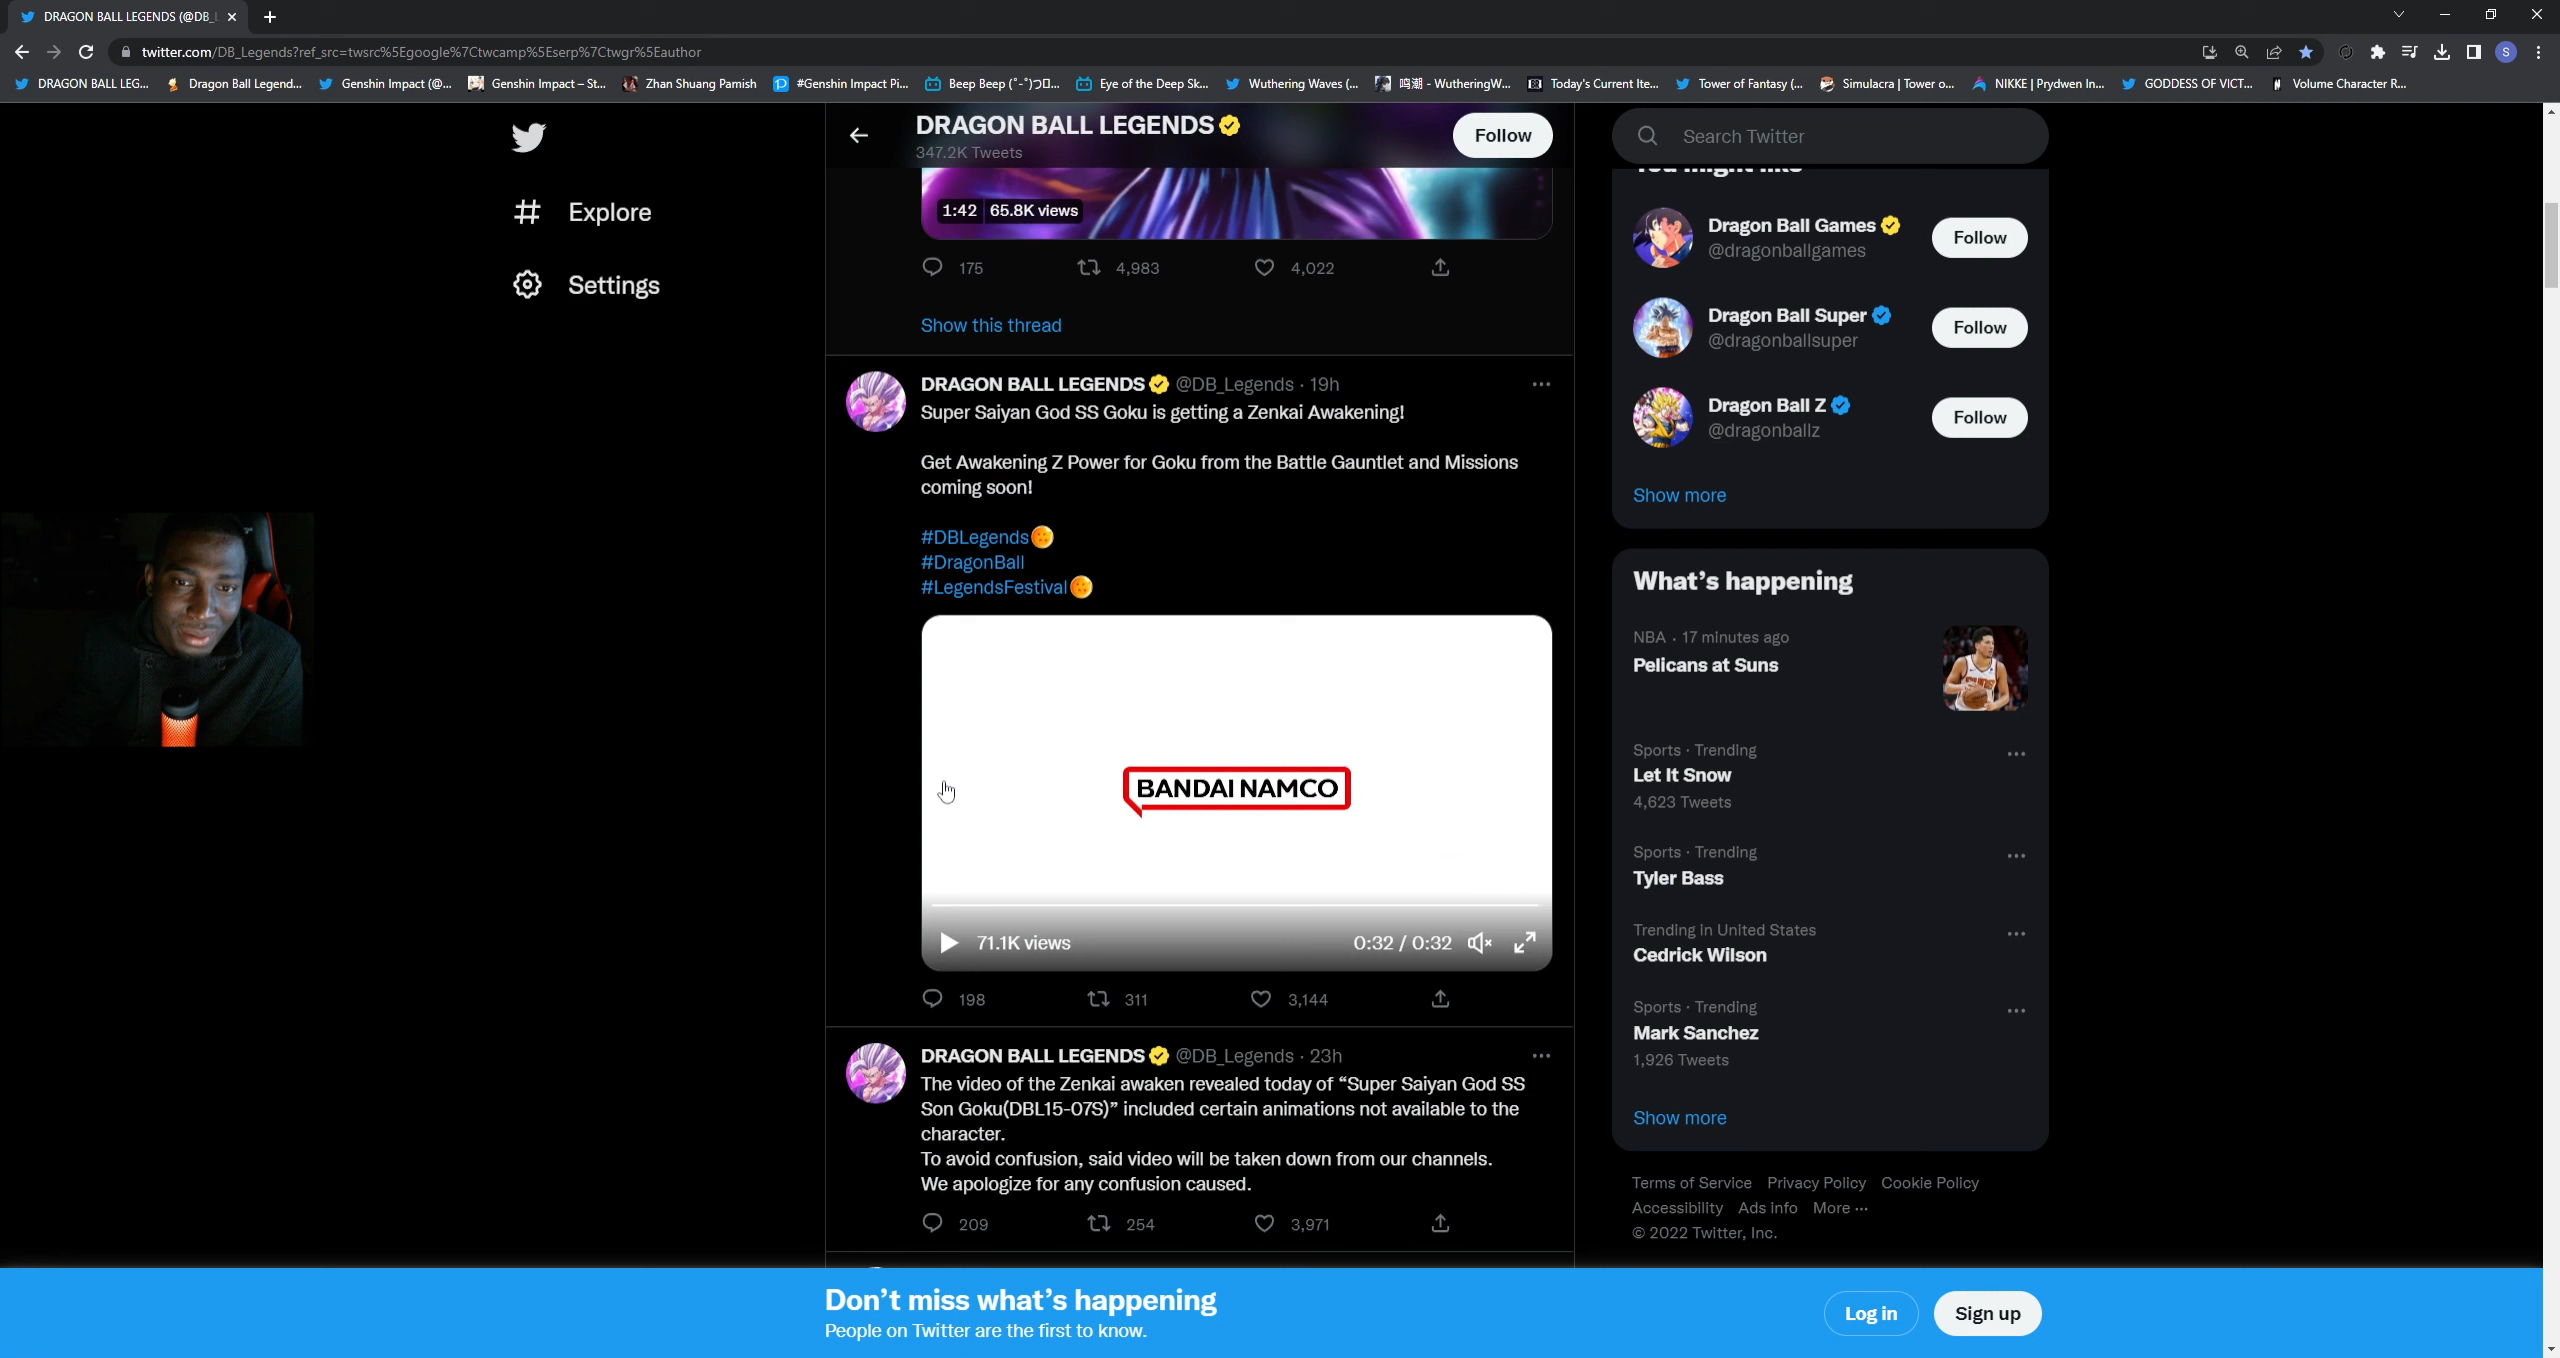 DRAGON BALL LEGENDS (@DB_L
twitter.com/DB_Legends?ref_src=twsrc%5Egoogle%7Ctwcamp%5Eserp%7Ctwgr%5Eauthor
S
DRAGON BALL LEG...
Dragon Ball Legend...
Genshin Impact (@...
Genshin Impact – St...
Zhan Shuang Pamish
#Genshin Impact Pi...
Beep Beep
Eye of the Deep Sk...
Wuthering Waves (...
鸣潮 - WutheringW...
Today's Current Ite...
Tower of Fantasy (...
Simulacra | Tower o...
NIKKE | Prydwen In...
GODDESS OF VICT...
Volume Character R...
Explore
Settings
DRAGON BALL LEGENDS
347.2K Tweets
Follow
1:42 65.8K views
175 4,983 4,022
Show this thread
DRAGON BALL LEGENDS @DB_Legends · 19h
Super Saiyan God SS Goku is getting a Zenkai Awakening!
Get Awakening Z Power for Goku from the Battle Gauntlet and Missions
coming soon!
#DBLegends
#DragonBall
#LegendsFestival
BANDAI NAMCO
71.1K views 0:32 / 0:32
198 311 3,144
DRAGON BALL LEGENDS @DB_Legends · 23h
The video of the Zenkai awaken revealed today of “Super Saiyan God SS
Son Goku(DBL15-07S)” included certain animations not available to the
character.
To avoid confusion, said video will be taken down from our channels.
We apologize for any confusion caused.
209 254 3,971
Search Twitter
You might like
Dragon Ball Games
@dragonballgames
Follow
Dragon Ball Super
@dragonballsuper
Follow
Dragon Ball Z
@dragonballz
Follow
Show more
What’s happening
NBA · 17 minutes ago
Pelicans at Suns
Sports · Trending
Let It Snow
4,623 Tweets
Sports · Trending
Tyler Bass
Trending in United States
Cedrick Wilson
Sports · Trending
Mark Sanchez
1,926 Tweets
Show more
Terms of Service Privacy Policy Cookie Policy
Accessibility Ads info More ···
© 2022 Twitter, Inc.
Don’t miss what’s happening
People on Twitter are the first to know.
Log in
Sign up